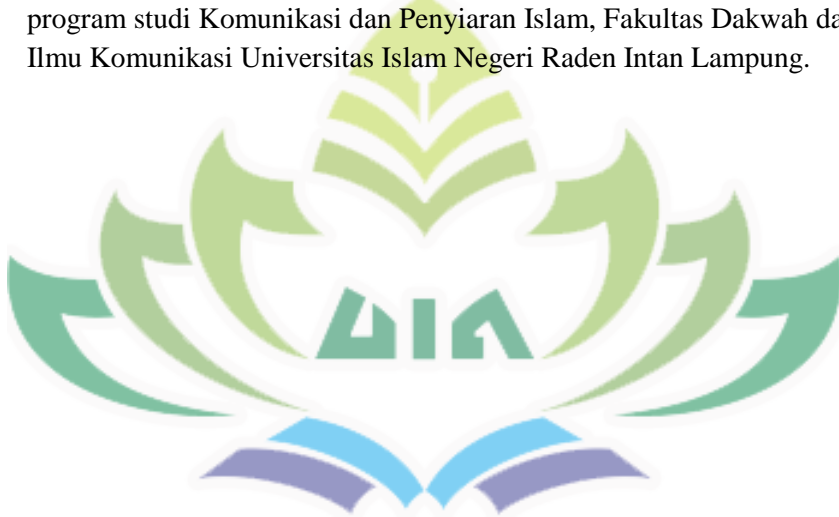 program studi Komunikasi dan Penyiaran Islam, Fakultas Dakwah da
Ilmu Komunikasi Universitas Islam Negeri Raden Intan Lampung.
UIN